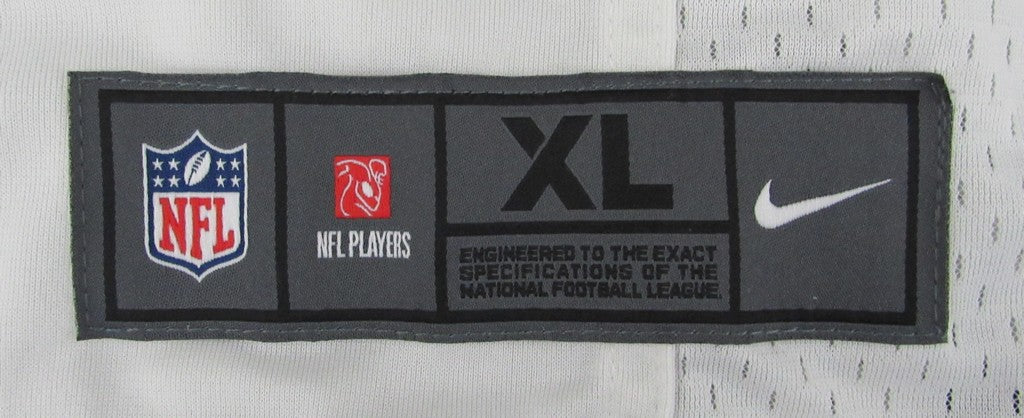 NFL
NFL PLAYERS
XL
ENGINEERED TO THE EXACT
SPECIFICATIONS OF THE
NATIONAL FOOTBALL LEAGUE.